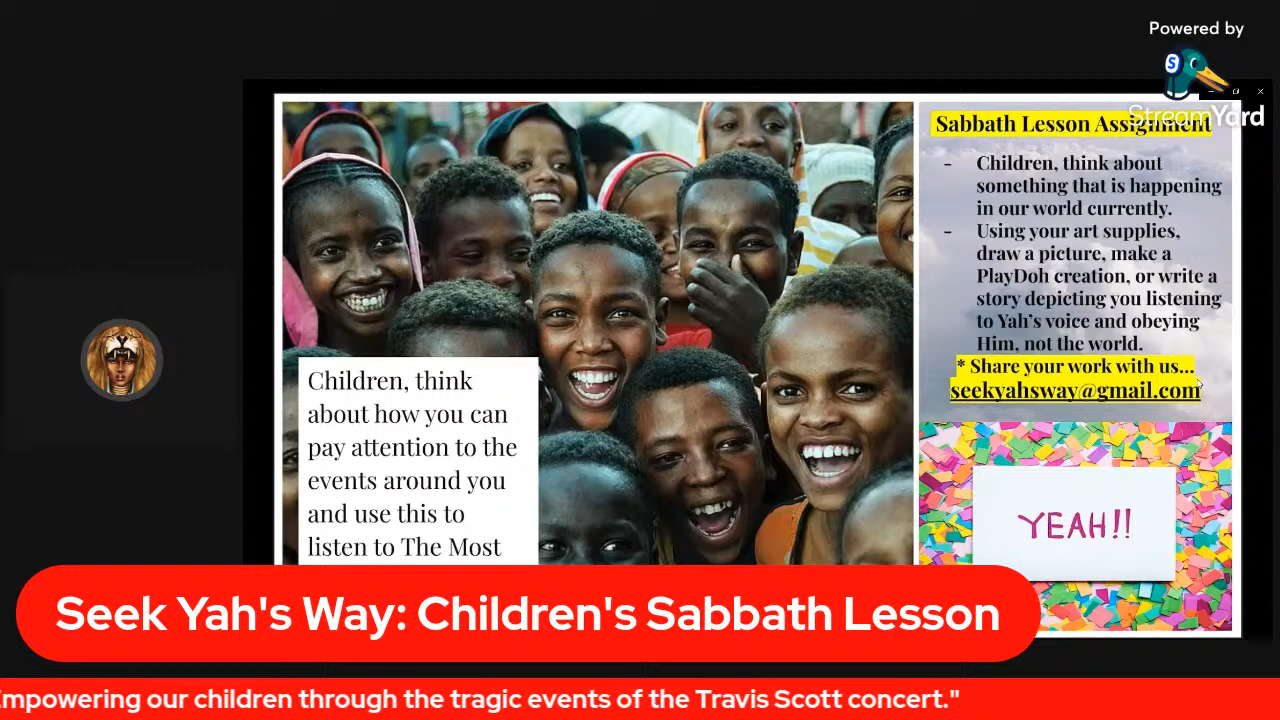 Powered by
S
StreamYard
Sabbath Lesson Assignment
- Children, think about
something that is happening
in our world currently.
- Using your art supplies,
draw a picture, make a
PlayDoh creation, or write a
story depicting you listening
to Yah's voice and obeying
Him, not the world.
* Share your work with us...
seekyahsway@gmail.com
Children, think
about how you can
pay attention to the
events around you
and use this to
listen to The Most
YEAH!!
Seek Yah's Way: Children's Sabbath Lesson
mpowering our children through the tragic events of the Travis Scott concert."